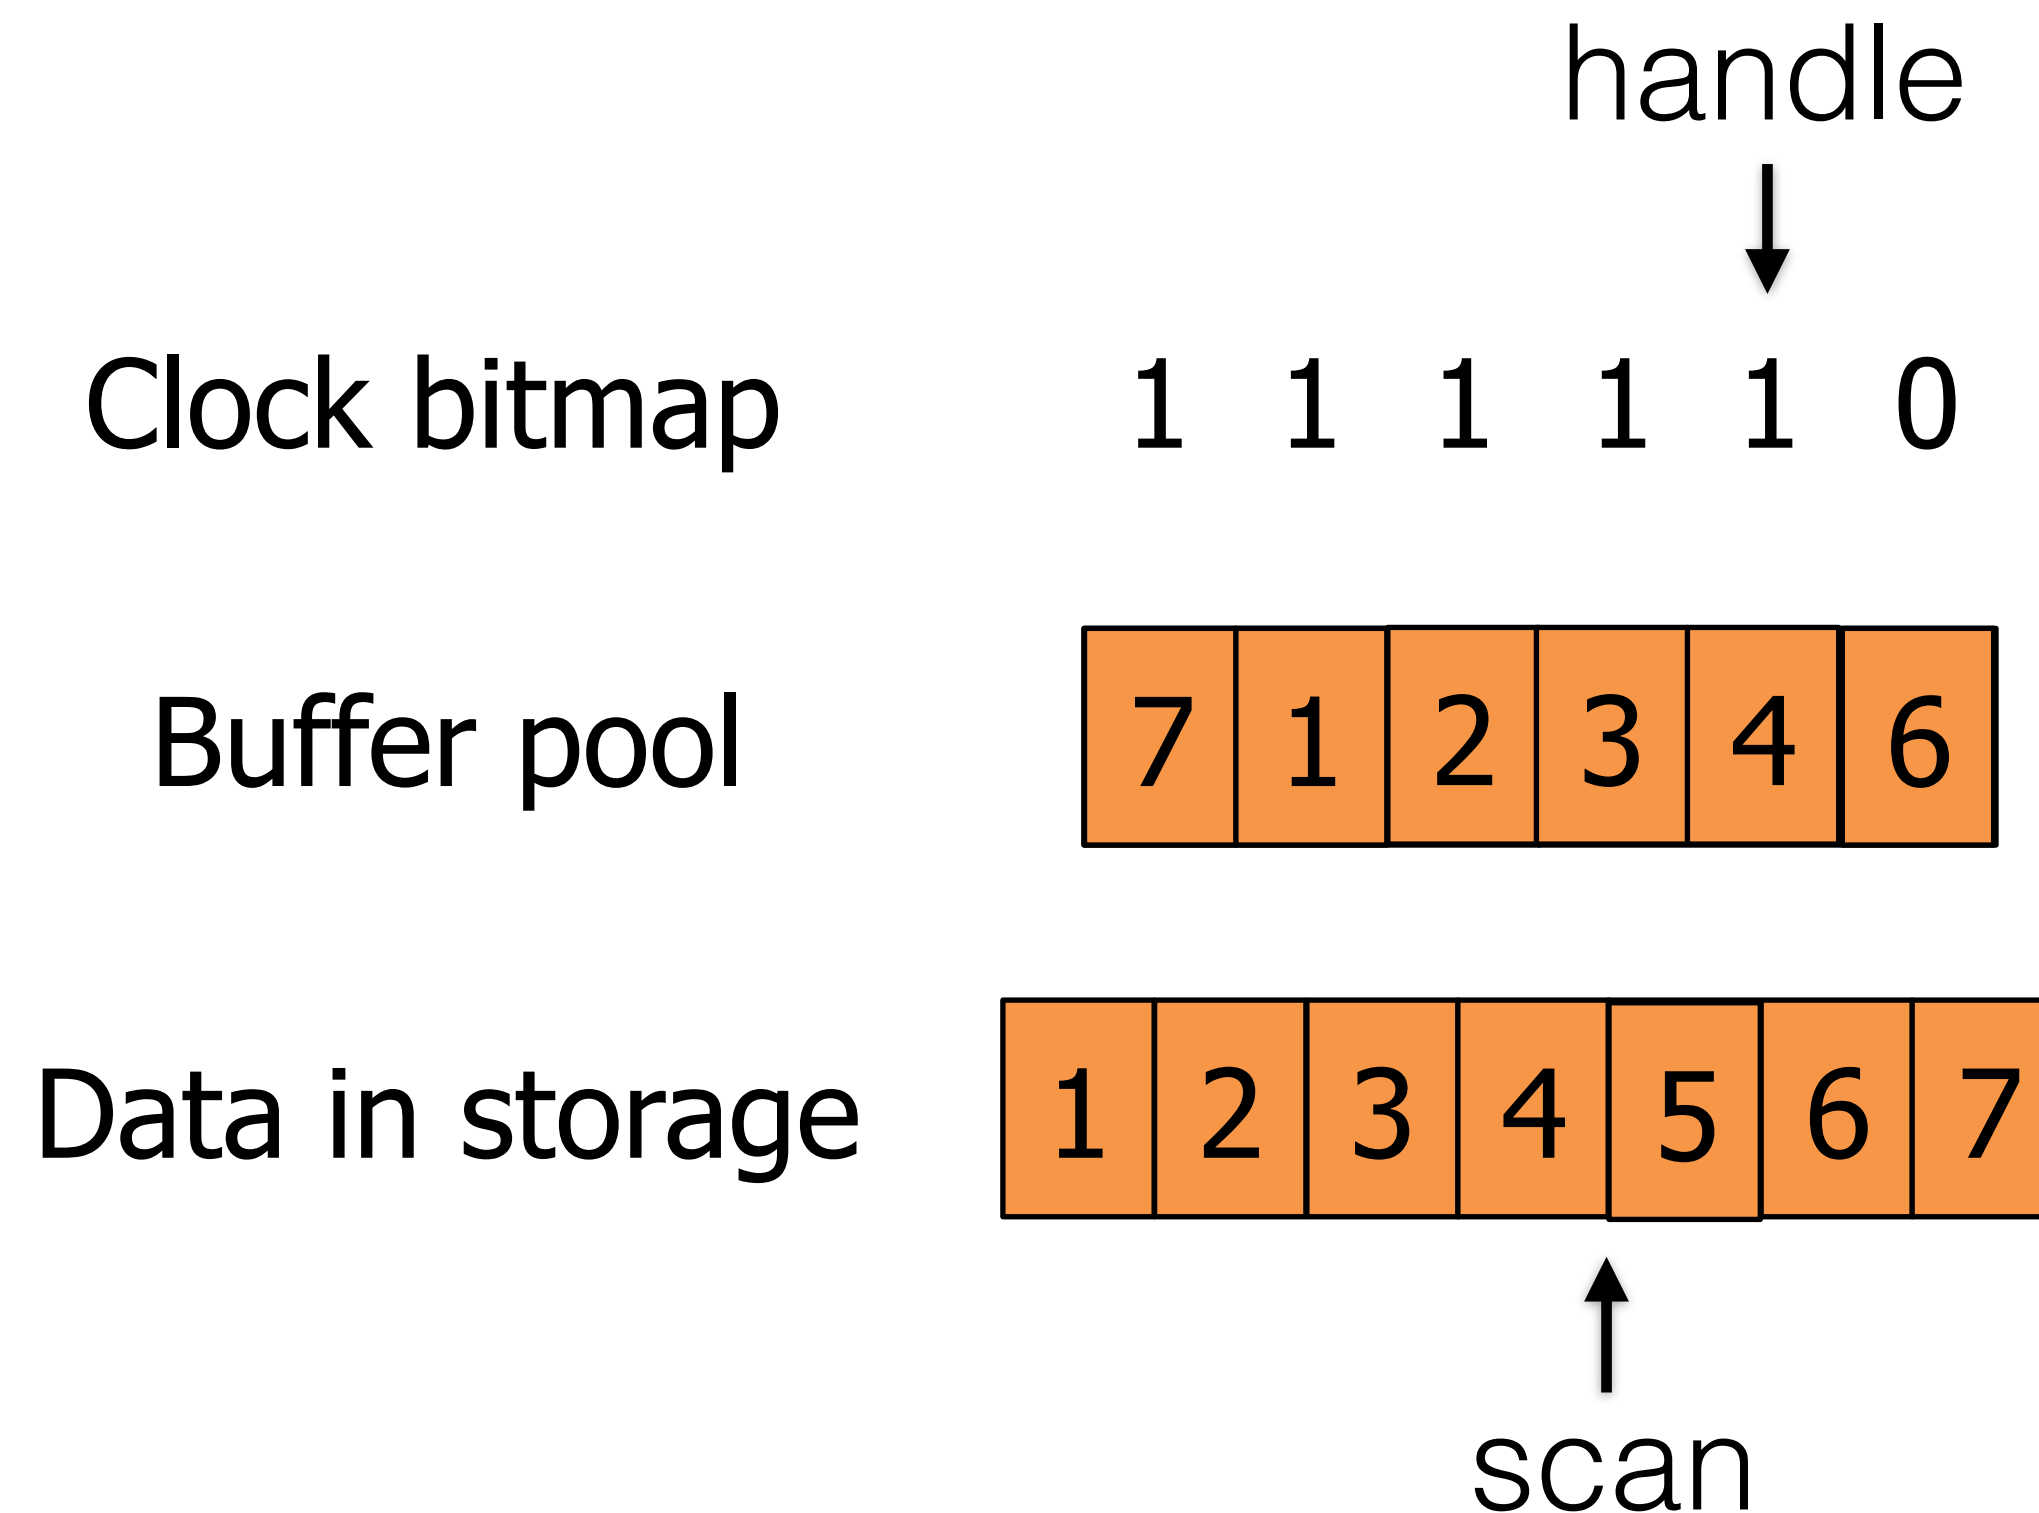 handle
Clock bitmap 1 1 1 1 1 0
Buffer pool 7 1 2 3 4 6
Data in storage 1 2 3 4 5 6 7
scan